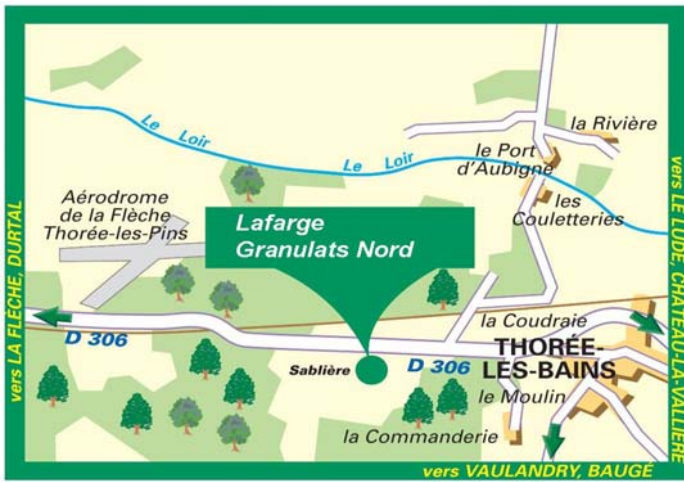 Le Loir
la Rivière
Le Loir
le Port
d'Aubigné
les
Couletteries
Aérodrome
de la Flèche
Thorée-les-Pins
Lafarge
Granulats Nord
vers LA FLÈCHE, DURTAL
vers LE LUDE, CHATEAU-LA-VALLIERE
D 306
la Coudraie
THORÉE-
LES-BAINS
Sablière
D 306
le Moulin
la Commanderie
vers VAULANDRY, BAUGÉ